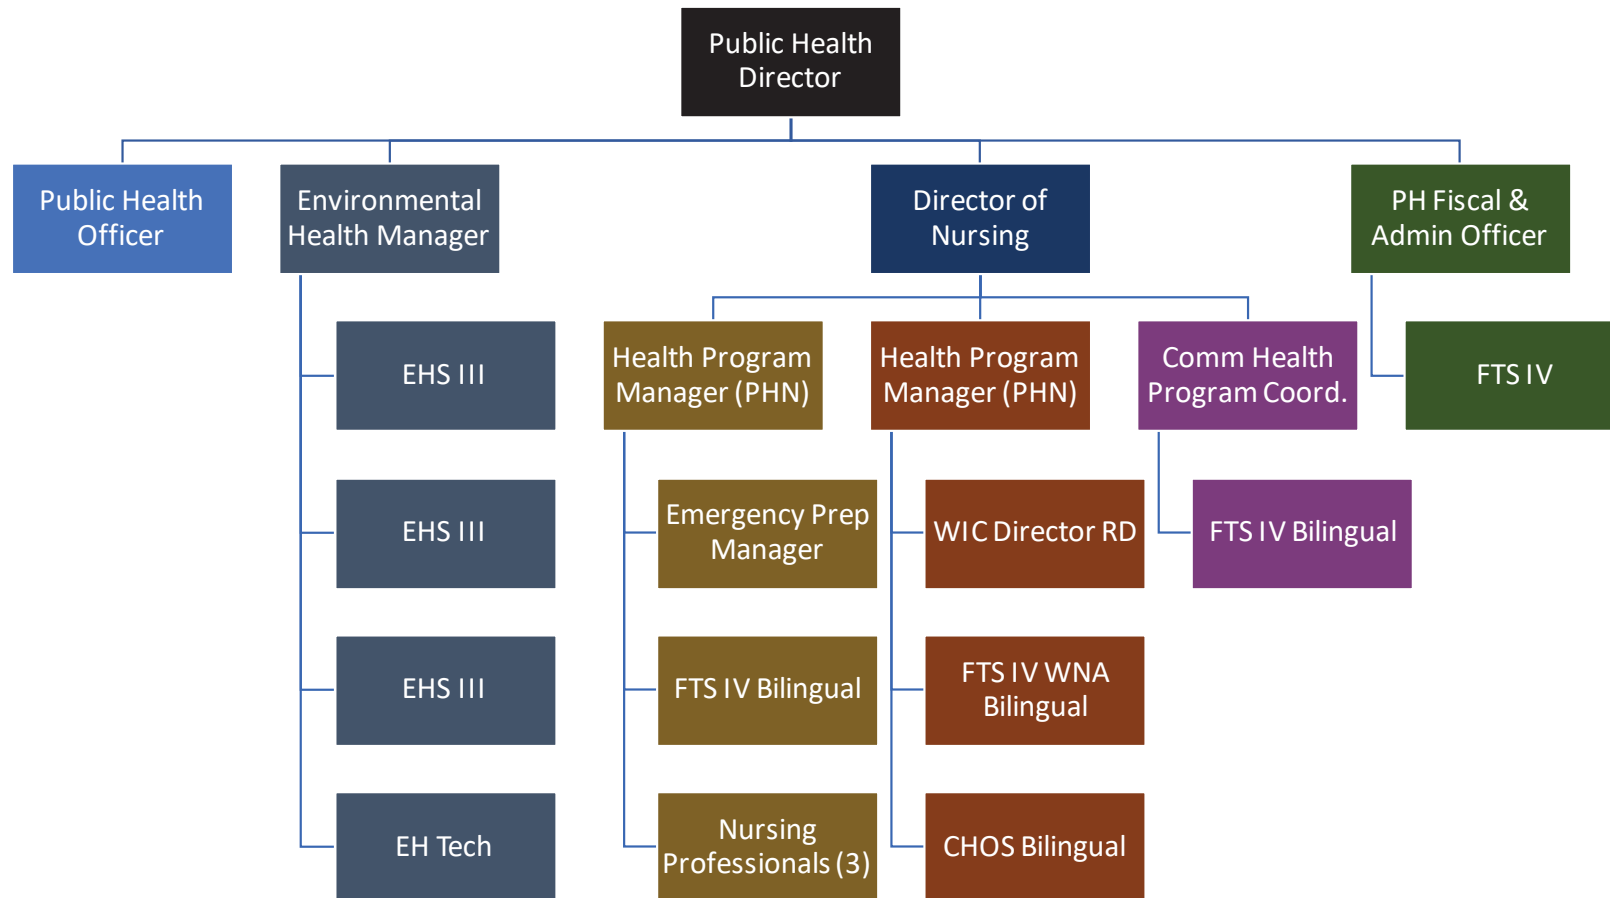 Public Health
Director
Public Health
Officer
Environmental
Health Manager
Director of
Nursing
PH Fiscal &
Admin Officer
EHS III
Health Program
Manager (PHN)
Health Program
Manager (PHN)
Comm Health
Program Coord.
FTS IV
EHS III
Emergency Prep
Manager
WIC Director RD
FTS IV Bilingual
EHS III
FTS IV Bilingual
FTS IV WNA
Bilingual
EH Tech
Nursing
Professionals (3)
CHOS Bilingual